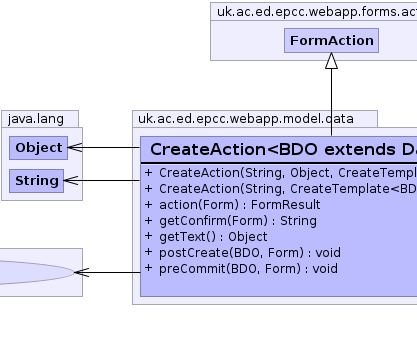 uk.ac.ed.epcc.webapp.forms.ac
FormAction
java.lang
Object
String
uk.ac.ed.epcc.webapp.model.data
CreateAction<BDO extends Da
+ CreateAction(String, Object, CreateTempl
+ CreateAction(String, CreateTemplate<BD
+ action(Form) : FormResult
+ getConfirm(Form) : String
+ getText() : Object
+ postCreate(BDO, Form) : void
+ preCommit(BDO, Form) : void